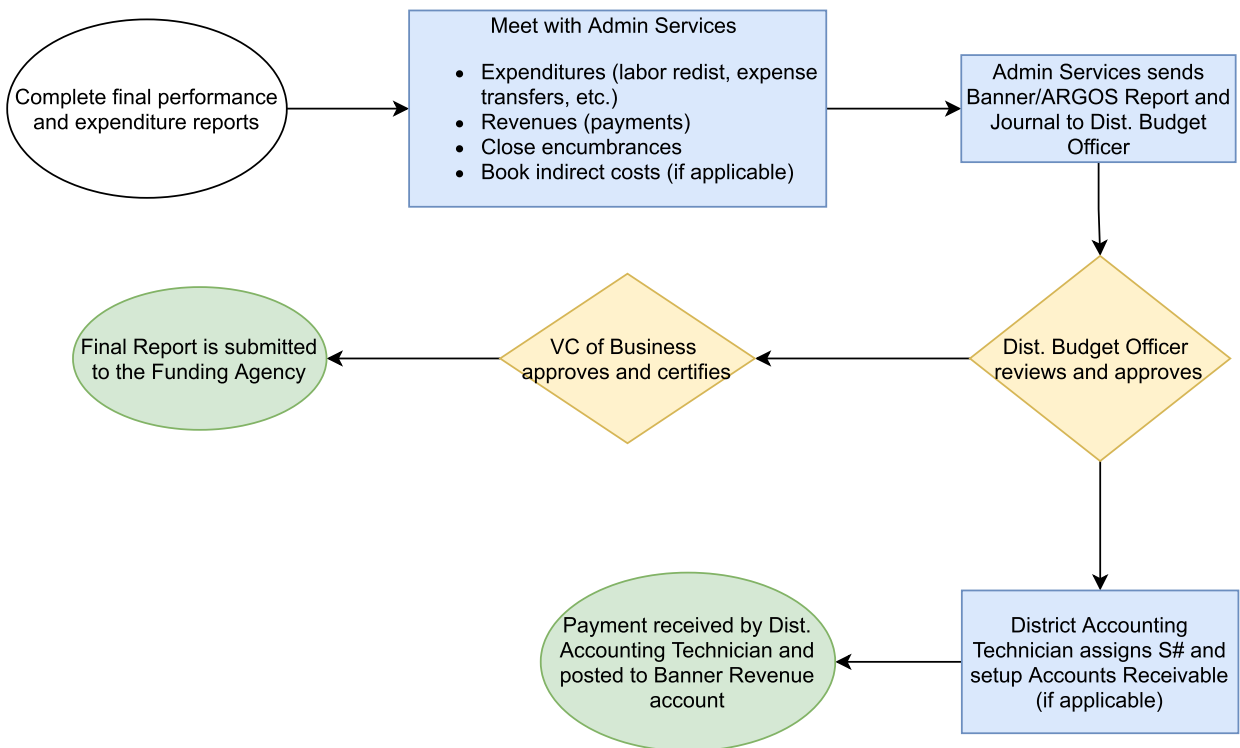 Complete final performance
and expenditure reports
Meet with Admin Services
• Expenditures (labor redist, expense
transfers, etc.)
• Revenues (payments)
• Close encumbrances
• Book indirect costs (if applicable)
Admin Services sends
Banner/ARGOS Report and
Journal to Dist. Budget
Officer
Final Report is submitted
to the Funding Agency
VC of Business
approves and certifies
Dist. Budget Officer
reviews and approves
Payment received by Dist.
Accounting Technician and
posted to Banner Revenue
account
District Accounting
Technician assigns S# and
setup Accounts Receivable
(if applicable)